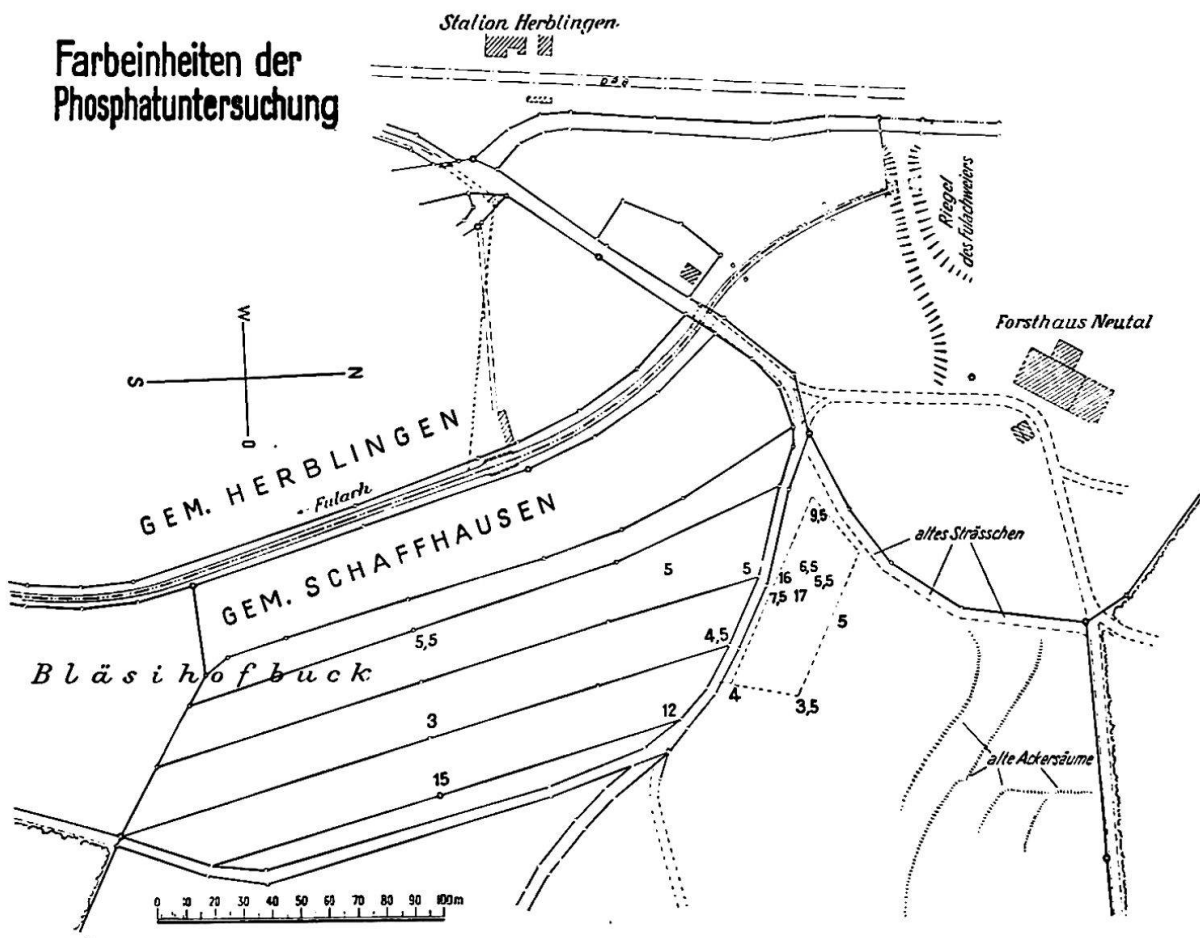 Stalion Herblingen
Farbeinheiten der
Phosphatuntersuchung
Riegel
des Fulachweiers
Forsthaus Neutal
W
S
N
O
GEM. HERBLINGEN
Fulach
GEM. SCHAFFHAUSEN
altes Strässchen
9,5
5
5
16
6,5
5,5
7,5
17
5
5,5
4,5
Bläsihofbuck
4
3,5
12
3
15
alte Ackersäume
0 10 20 30 40 50 60 70 80 90 100m